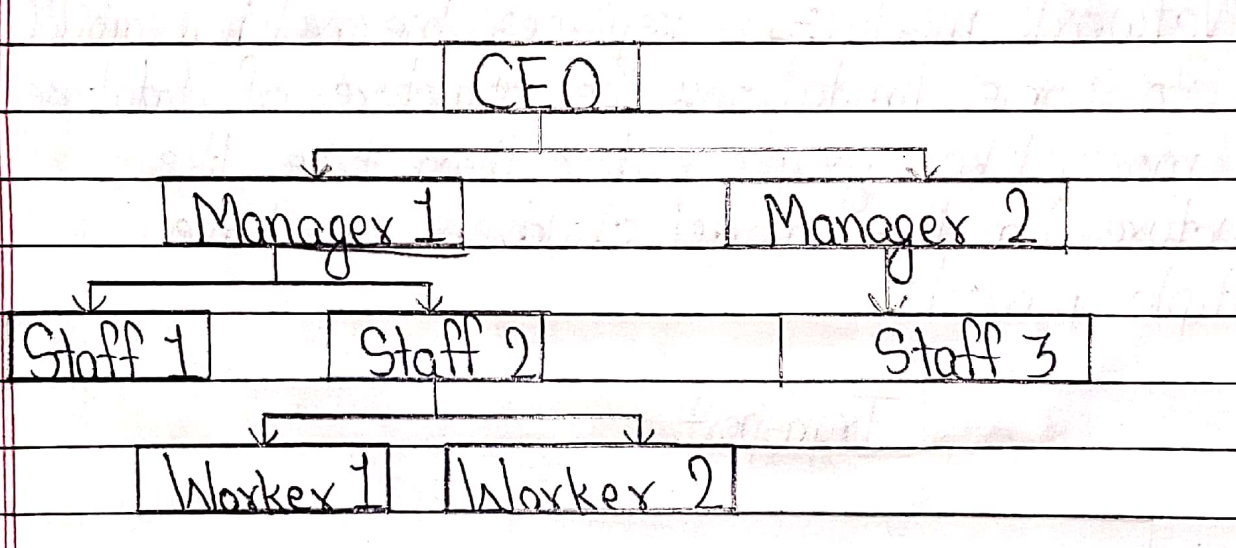 CEO
Manager 1 Manager 2
Staff 1 Staff 2 Staff 3
Worker 1 Worker 2